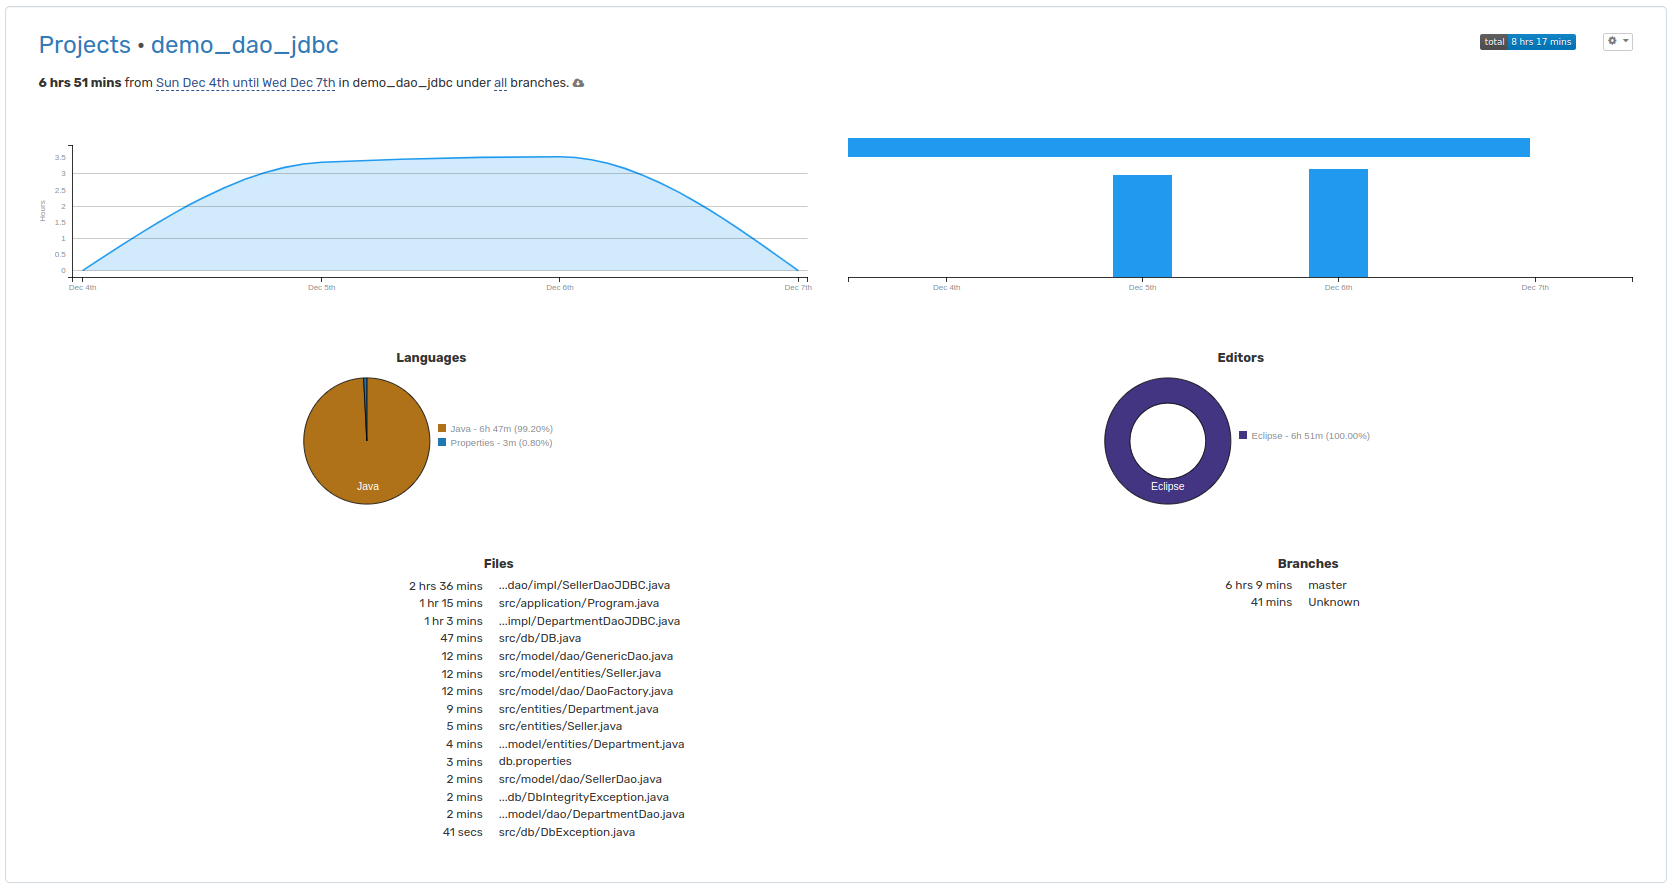 Projects • demo_dao_jdbc
total 8 hrs 17 mins
6 hrs 51 mins from Sun Dec 4th until Wed Dec 7th in demo_dao_jdbc under all branches.
Hours
3.5
3
2.5
2
1.5
1
0.5
0
Dec 4th Dec 5th Dec 6th Dec 7th
Dec 4th Dec 5th Dec 6th Dec 7th
Languages
Java
Java - 6h 47m (99.20%)
Properties - 3m (0.80%)
Editors
Eclipse
Eclipse - 6h 51m (100.00%)
Files
2 hrs 36 mins ...dao/impl/SellerDaoJDBC.java
1 hr 15 mins src/application/Program.java
1 hr 3 mins ...impl/DepartmentDaoJDBC.java
47 mins src/db/DB.java
12 mins src/model/dao/GenericDao.java
12 mins src/model/entities/Seller.java
12 mins src/model/dao/DaoFactory.java
9 mins src/entities/Department.java
5 mins src/entities/Seller.java
4 mins ...model/entities/Department.java
3 mins db.properties
2 mins src/model/dao/SellerDao.java
2 mins ...db/DbIntegrityException.java
2 mins ...model/dao/DepartmentDao.java
41 secs src/db/DbException.java
Branches
6 hrs 9 mins master
41 mins Unknown